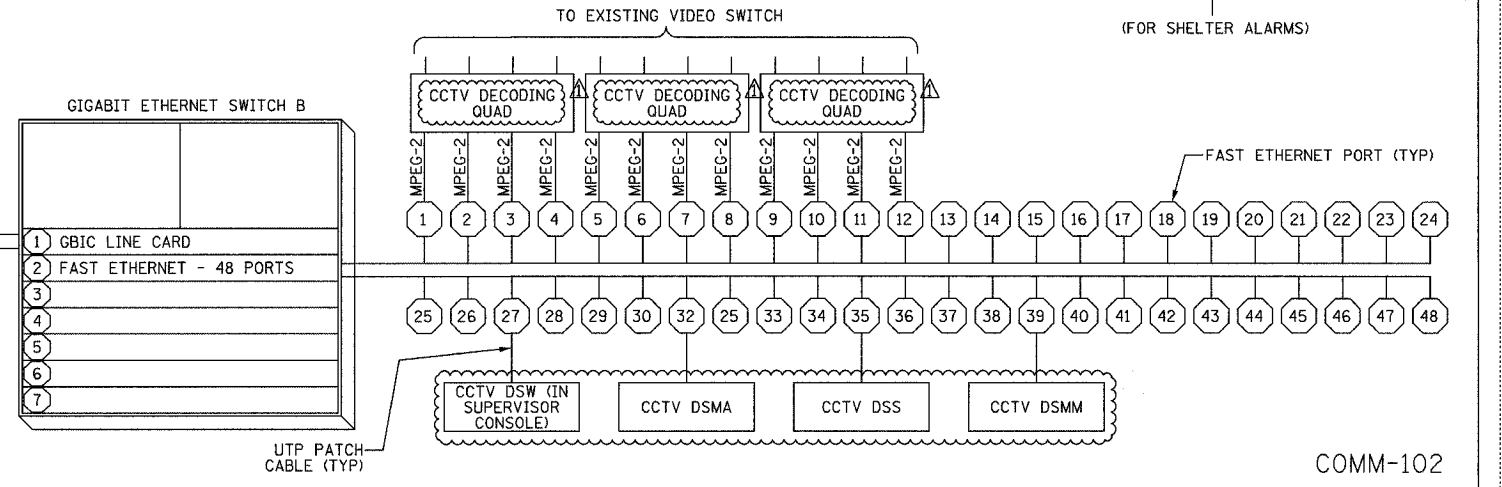 TO EXISTING VIDEO SWITCH
(FOR SHELTER ALARMS)
GIGABIT ETHERNET SWITCH B
CCTV DECODING
QUAD
1
CCTV DECODING
QUAD
1
CCTV DECODING
QUAD
1
MPEG-2
MPEG-2
MPEG-2
MPEG-2
MPEG-2
MPEG-2
MPEG-2
MPEG-2
MPEG-2
MPEG-2
MPEG-2
MPEG-2
FAST ETHERNET PORT (TYP)
1 2 3 4 5 6 7 8 9 10 11 12 13 14 15 16 17 18 19 20 21 22 23 24
1 GBIC LINE CARD
2 FAST ETHERNET - 48 PORTS
3
4
5
6
7
25 26 27 28 29 30 32 25 33 34 35 36 37 38 39 40 41 42 43 44 45 46 47 48
CCTV DSW (IN
SUPERVISOR
CONSOLE)
CCTV DSMA
CCTV DSS
CCTV DSMM
UTP PATCH
CABLE (TYP)
COMM-102